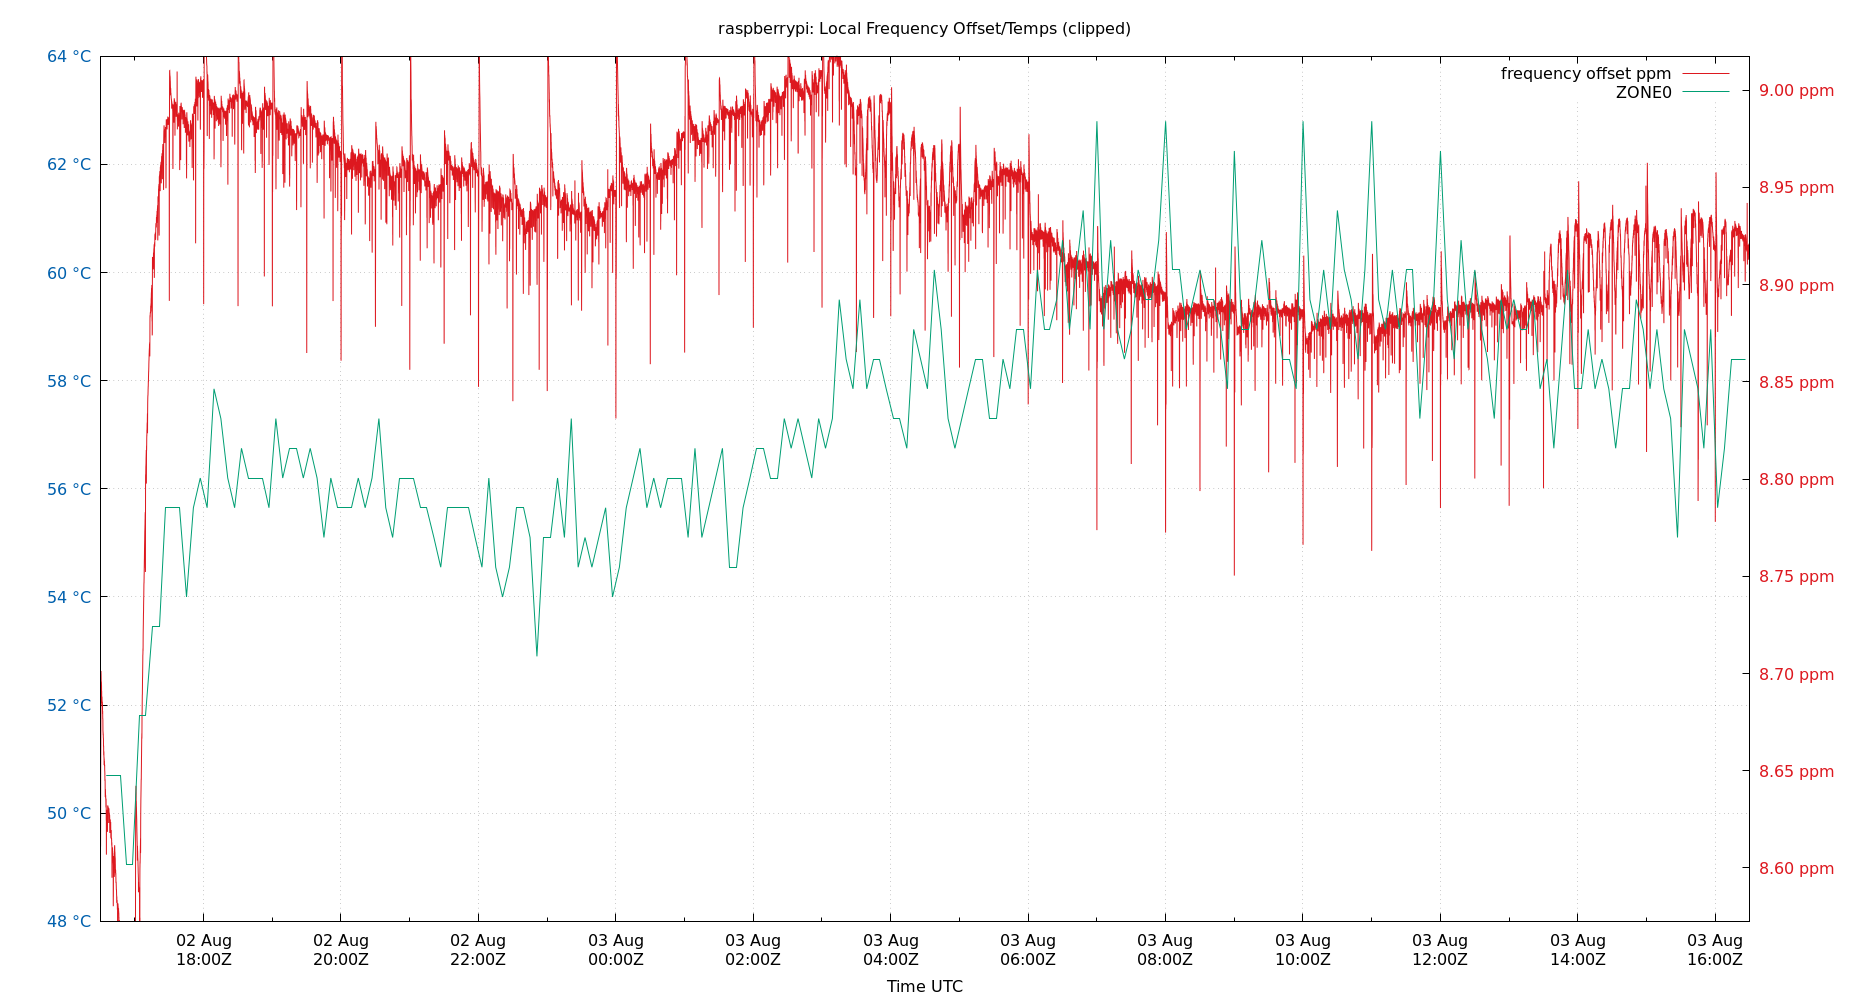 raspberrypi: Local Frequency Offset/Temps (clipped)
frequency offset ppm
ZONE0
64 °C
62 °C
60 °C
58 °C
56 °C
54 °C
52 °C
50 °C
48 °C
9.00 ppm
8.95 ppm
8.90 ppm
8.85 ppm
8.80 ppm
8.75 ppm
8.70 ppm
8.65 ppm
8.60 ppm
02 Aug 02 Aug 02 Aug 03 Aug 03 Aug 03 Aug 03 Aug 03 Aug 03 Aug 03 Aug 03 Aug 03 Aug
18:00Z 20:00Z 22:00Z 00:00Z 02:00Z 04:00Z 06:00Z 08:00Z 10:00Z 12:00Z 14:00Z 16:00Z
Time UTC